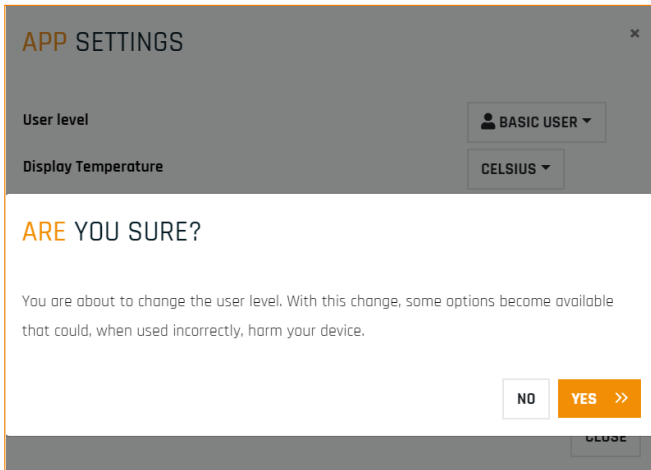 APP SETTINGS
×
User level
BASIC USER
Display Temperature
CELSIUS
ARE YOU SURE?
You are about to change the user level. With this change, some options become available
that could, when used incorrectly, harm your device.
NO
YES
CLOSE